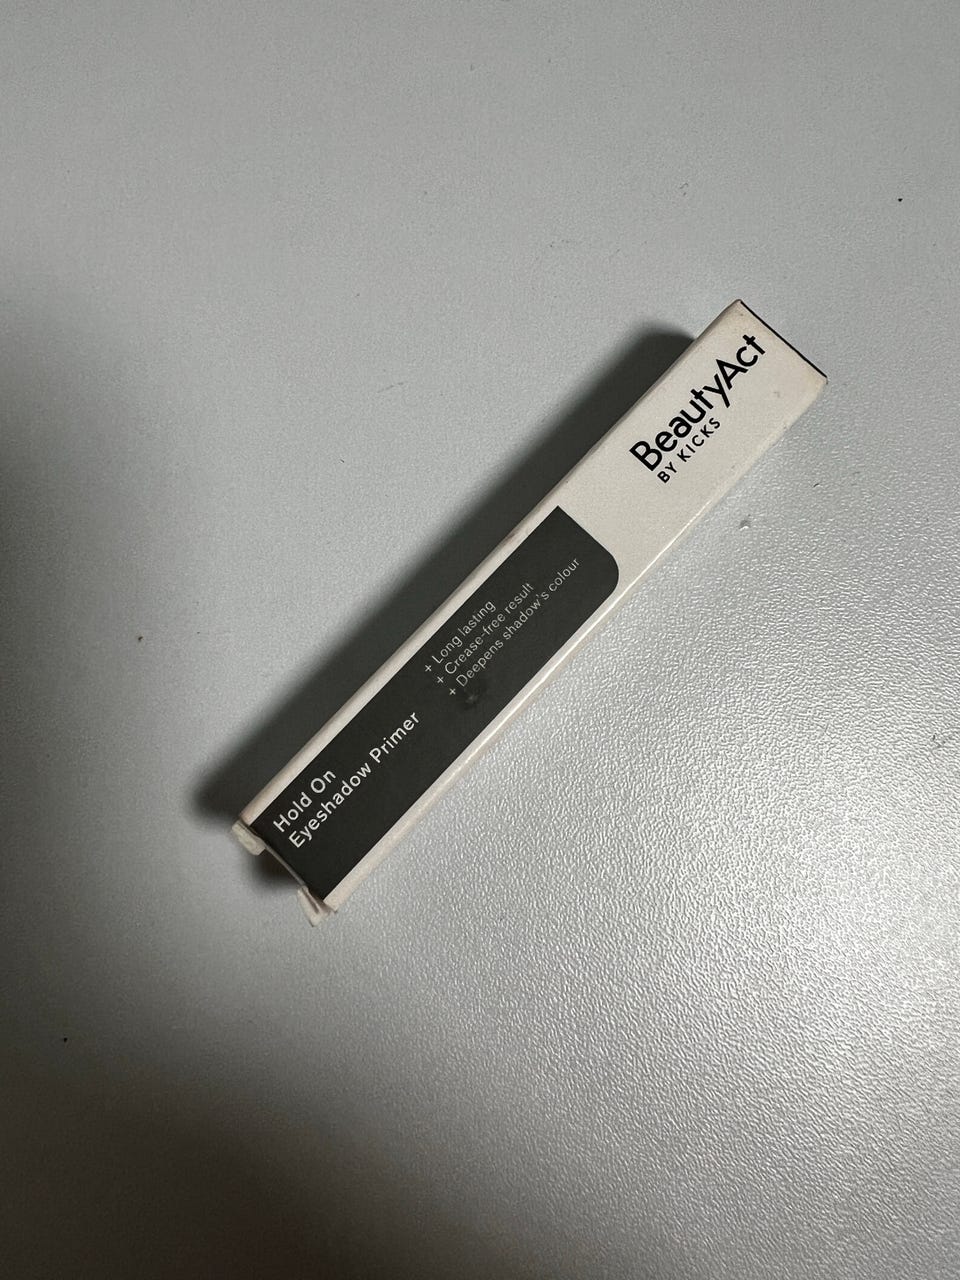 BeautyAct
BY KICKS
+ Long lasting
+ Crease-free result
+ Deepens shadow's colour
Hold On
Eyeshadow Primer